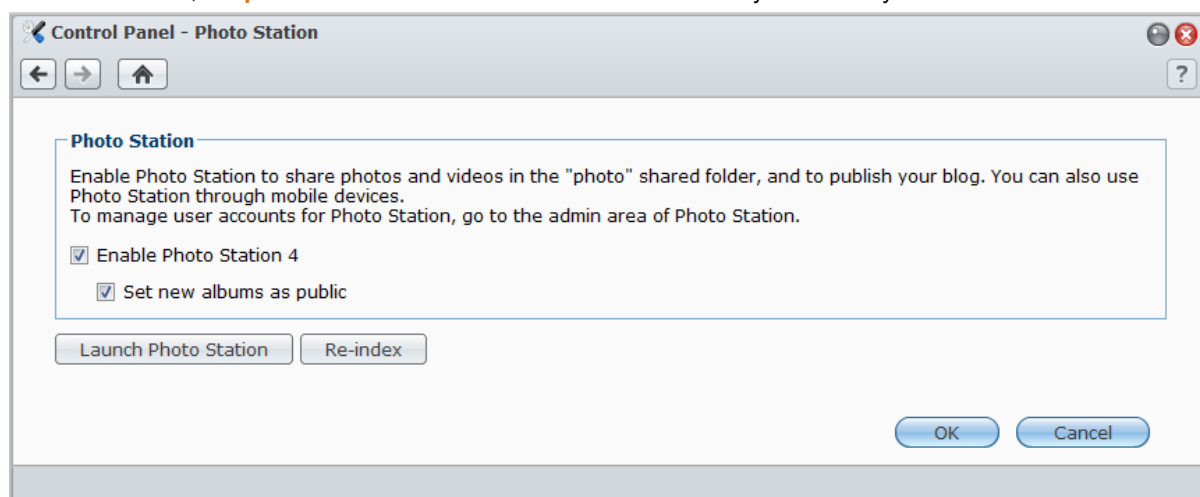 Control Panel - Photo Station
?
Photo Station
Enable Photo Station to share photos and videos in the "photo" shared folder, and to publish your blog. You can also use
Photo Station through mobile devices.
To manage user accounts for Photo Station, go to the admin area of Photo Station.
Enable Photo Station 4
Set new albums as public
Launch Photo Station Re-index
OK Cancel